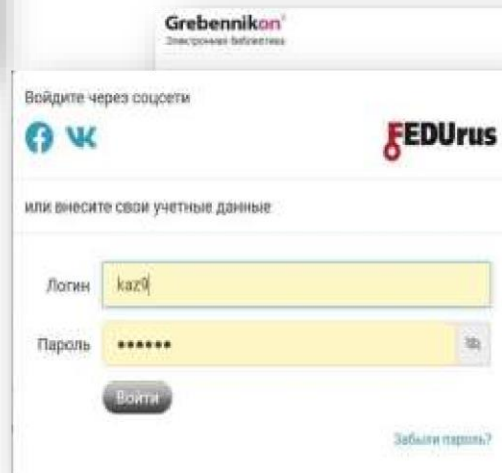 Grebennikon®
Электронная библиотека
Войдите через соцсети
FEDUrus
или внесите свои учетные данные
Логин kaz9
Пароль ••••••
Войти
Забыли пароль?